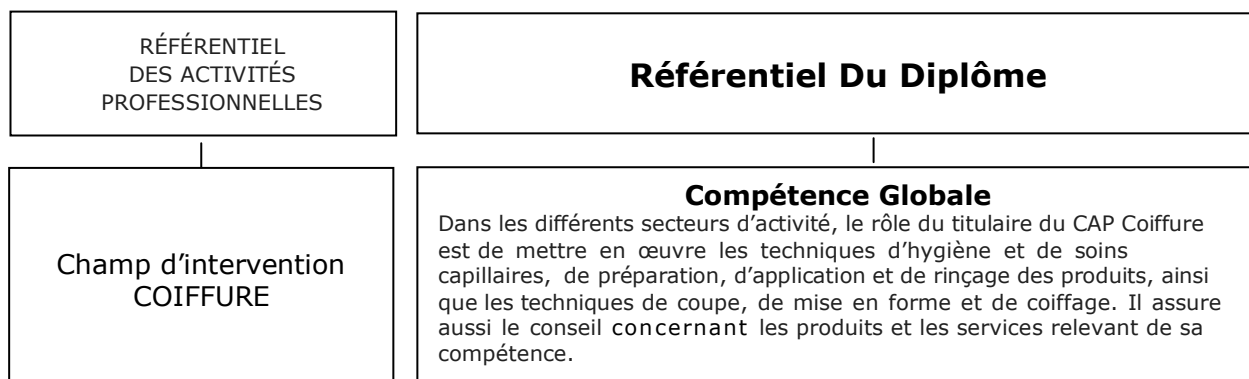 RÉFÉRENTIEL
DES ACTIVITÉS
PROFESSIONNELLES
Référentiel Du Diplôme
Champ d’intervention
COIFFURE
Compétence Globale
Dans les différents secteurs d’activité, le rôle du titulaire du CAP Coiffure
est de mettre en œuvre les techniques d’hygiène et de soins
capillaires, de préparation, d’application et de rinçage des produits, ainsi
que les techniques de coupe, de mise en forme et de coiffage. Il assure
aussi le conseil concernant les produits et les services relevant de sa
compétence.